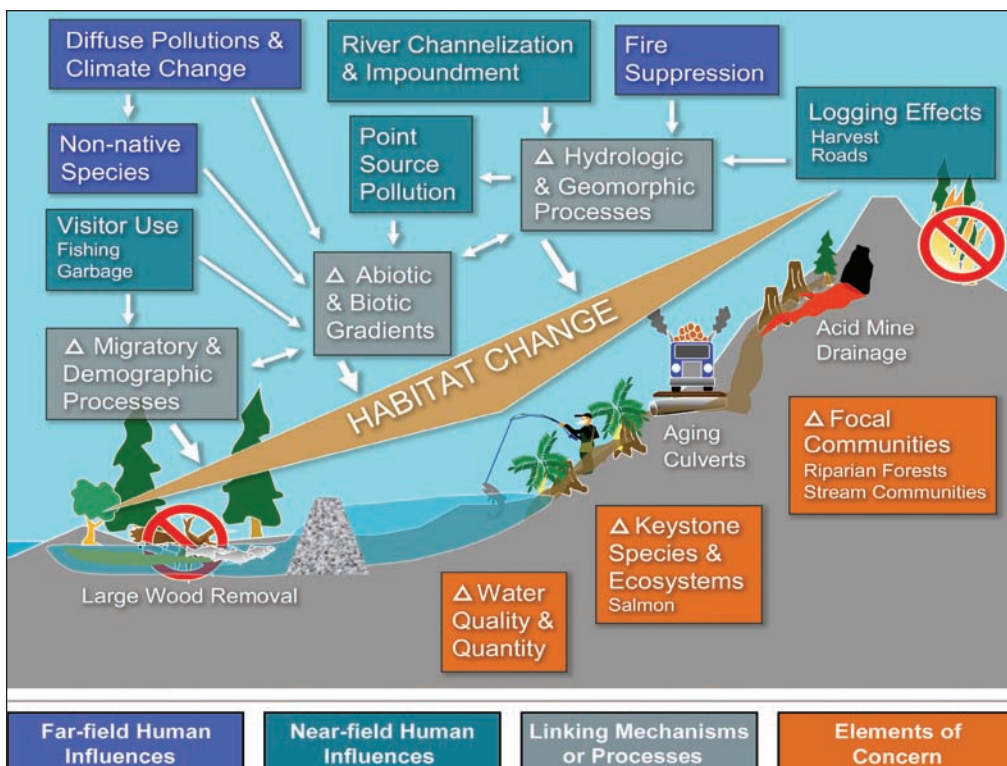 Diffuse Pollutions &
Climate Change
River Channelization
& Impoundment
Fire
Suppression
Logging Effects
Harvest
Roads
Non-native
Species
Point
Source
Pollution
△ Hydrologic
& Geomorphic
Processes
Visitor Use
Fishing
Garbage
△ Abiotic
& Biotic
Gradients
△ Migratory &
Demographic
Processes
HABITAT CHANGE
Acid Mine
Drainage
Aging
Culverts
△ Focal
Communities
Riparian Forests
Stream Communities
△ Keystone
Species &
Ecosystems
Salmon
Large Wood Removal
△ Water
Quality &
Quantity
Far-field Human
Influences
Near-field Human
Influences
Linking Mechanisms
or Processes
Elements of
Concern